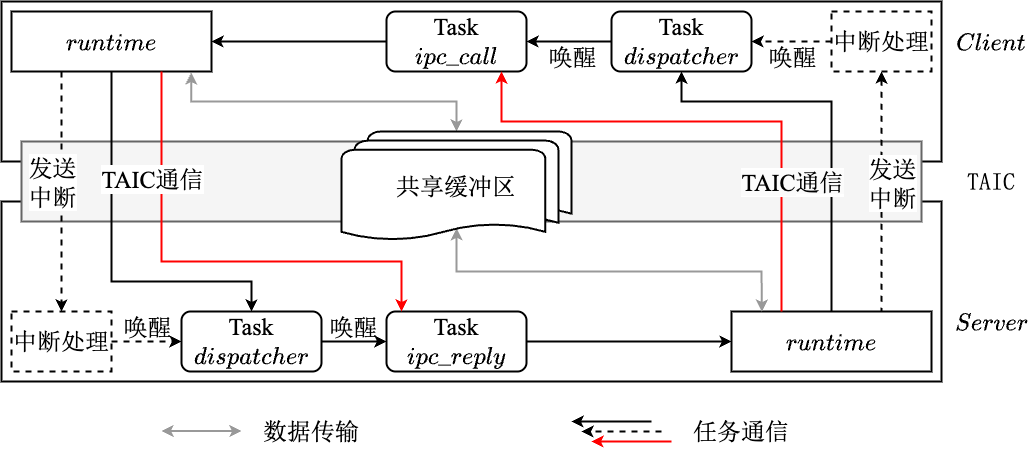 runtime
Task
ipc_call
唤醒
Task
dispatcher
唤醒
中断处理
Client
发送
中断
TAIC通信
共享缓冲区
TAIC通信
发送
中断
TAIC
中断处理
唤醒
Task
dispatcher
唤醒
Task
ipc_reply
runtime
Server
数据传输
任务通信